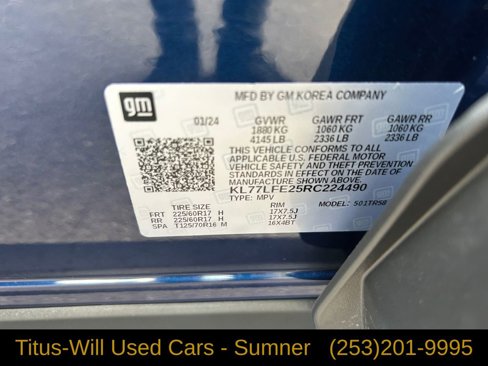 gm
MFD BY GM KOREA COMPANY
01/24 GVWR GAWR FRT GAWR RR
1880 KG 1060 KG 1060 KG
4145 LB 2336 LB 2336 LB
THIS VEHICLE CONFORMS TO ALL
APPLICABLE U.S. FEDERAL MOTOR
VEHICLE SAFETY AND THEFT PREVENTION
STANDARDS IN EFFECT ON THE DATE OF
MANUFACTURE SHOWN ABOVE.
KL77LFE25RC224490
TYPE: MPV
MODEL: 501TR58
TIRE SIZE RIM
FRT 225/60R17 H 17X7.5J
RR 225/60R17 H 17X7.5J
SPA T125/70R16 M 16X4BT
Titus-Will Used Cars - Sumner (253)201-9995